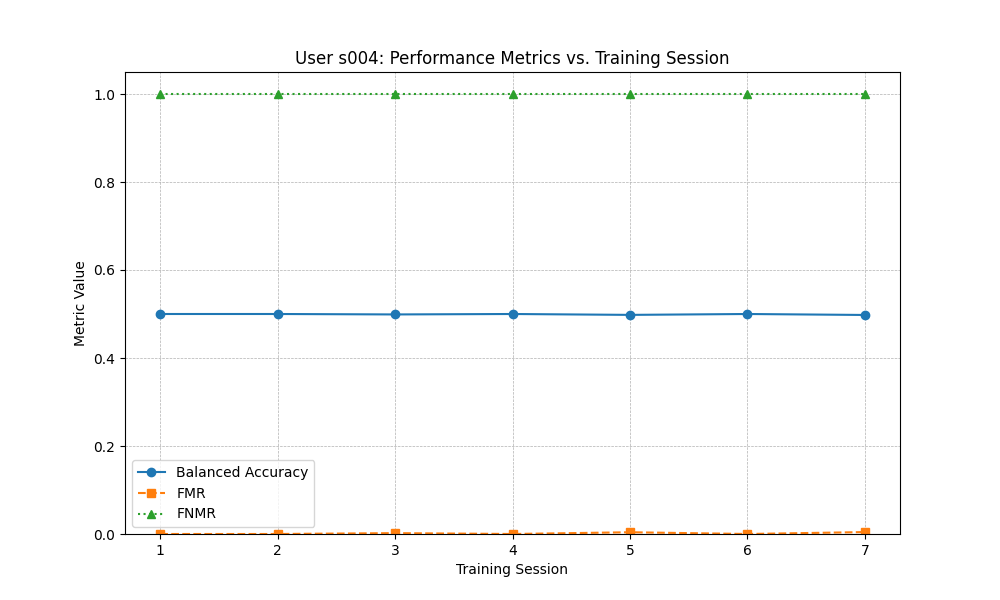 User s004: Performance Metrics vs. Training Session
1.0
0.8
0.6
0.4
0.2
0.0
Metric Value
Balanced Accuracy
FMR
FNMR
1 2 3 4 5 6 7
Training Session